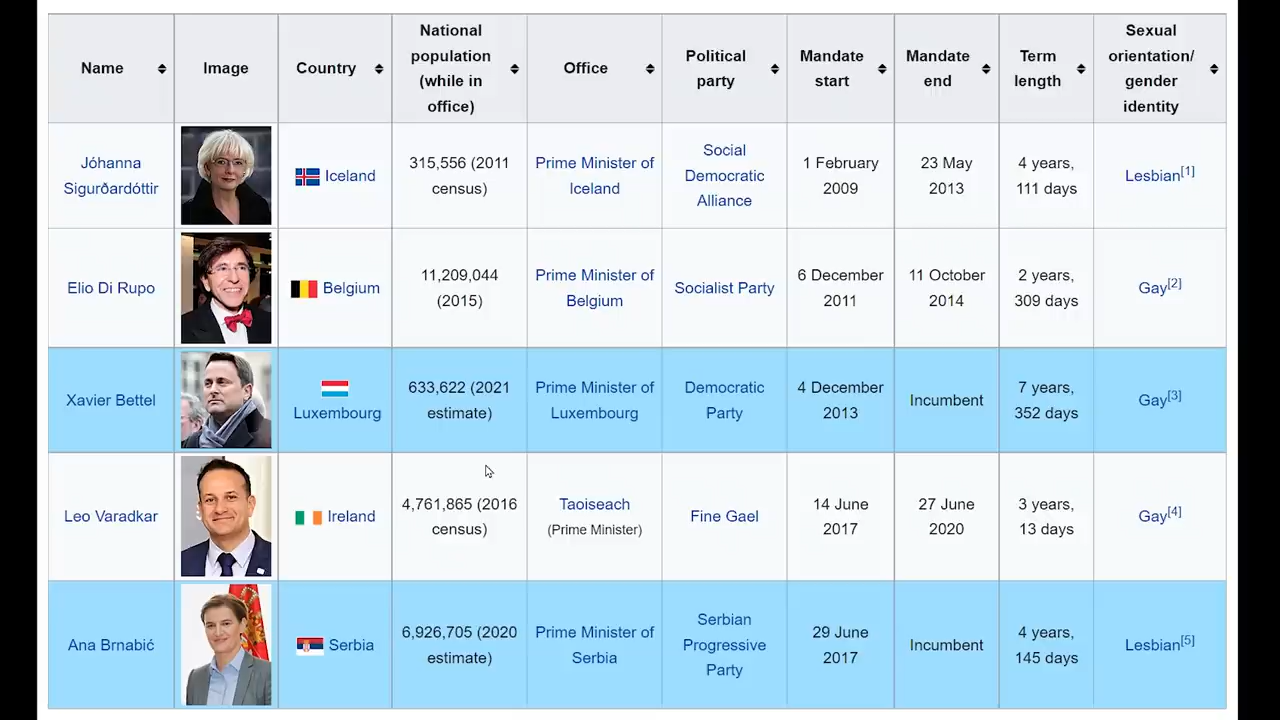 Name
Image
Country
National
population
(while in
office)
Office
Political
party
Mandate
start
Mandate
end
Term
length
Sexual
orientation/
gender
identity
Jóhanna
Sigurðardóttir
Iceland
315,556 (2011
census)
Prime Minister of
Iceland
Social
Democratic
Alliance
1 February
2009
23 May
2013
4 years,
111 days
Lesbian[1]
Elio Di Rupo
Belgium
11,209,044
(2015)
Prime Minister of
Belgium
Socialist Party
6 December
2011
11 October
2014
2 years,
309 days
Gay[2]
Xavier Bettel
Luxembourg
633,622 (2021
estimate)
Prime Minister of
Luxembourg
Democratic
Party
4 December
2013
Incumbent
7 years,
352 days
Gay[3]
Leo Varadkar
Ireland
4,761,865 (2016
census)
Taoiseach
(Prime Minister)
Fine Gael
14 June
2017
27 June
2020
3 years,
13 days
Gay[4]
Ana Brnabić
Serbia
6,926,705 (2020
estimate)
Prime Minister of
Serbia
Serbian
Progressive
Party
29 June
2017
Incumbent
4 years,
145 days
Lesbian[5]